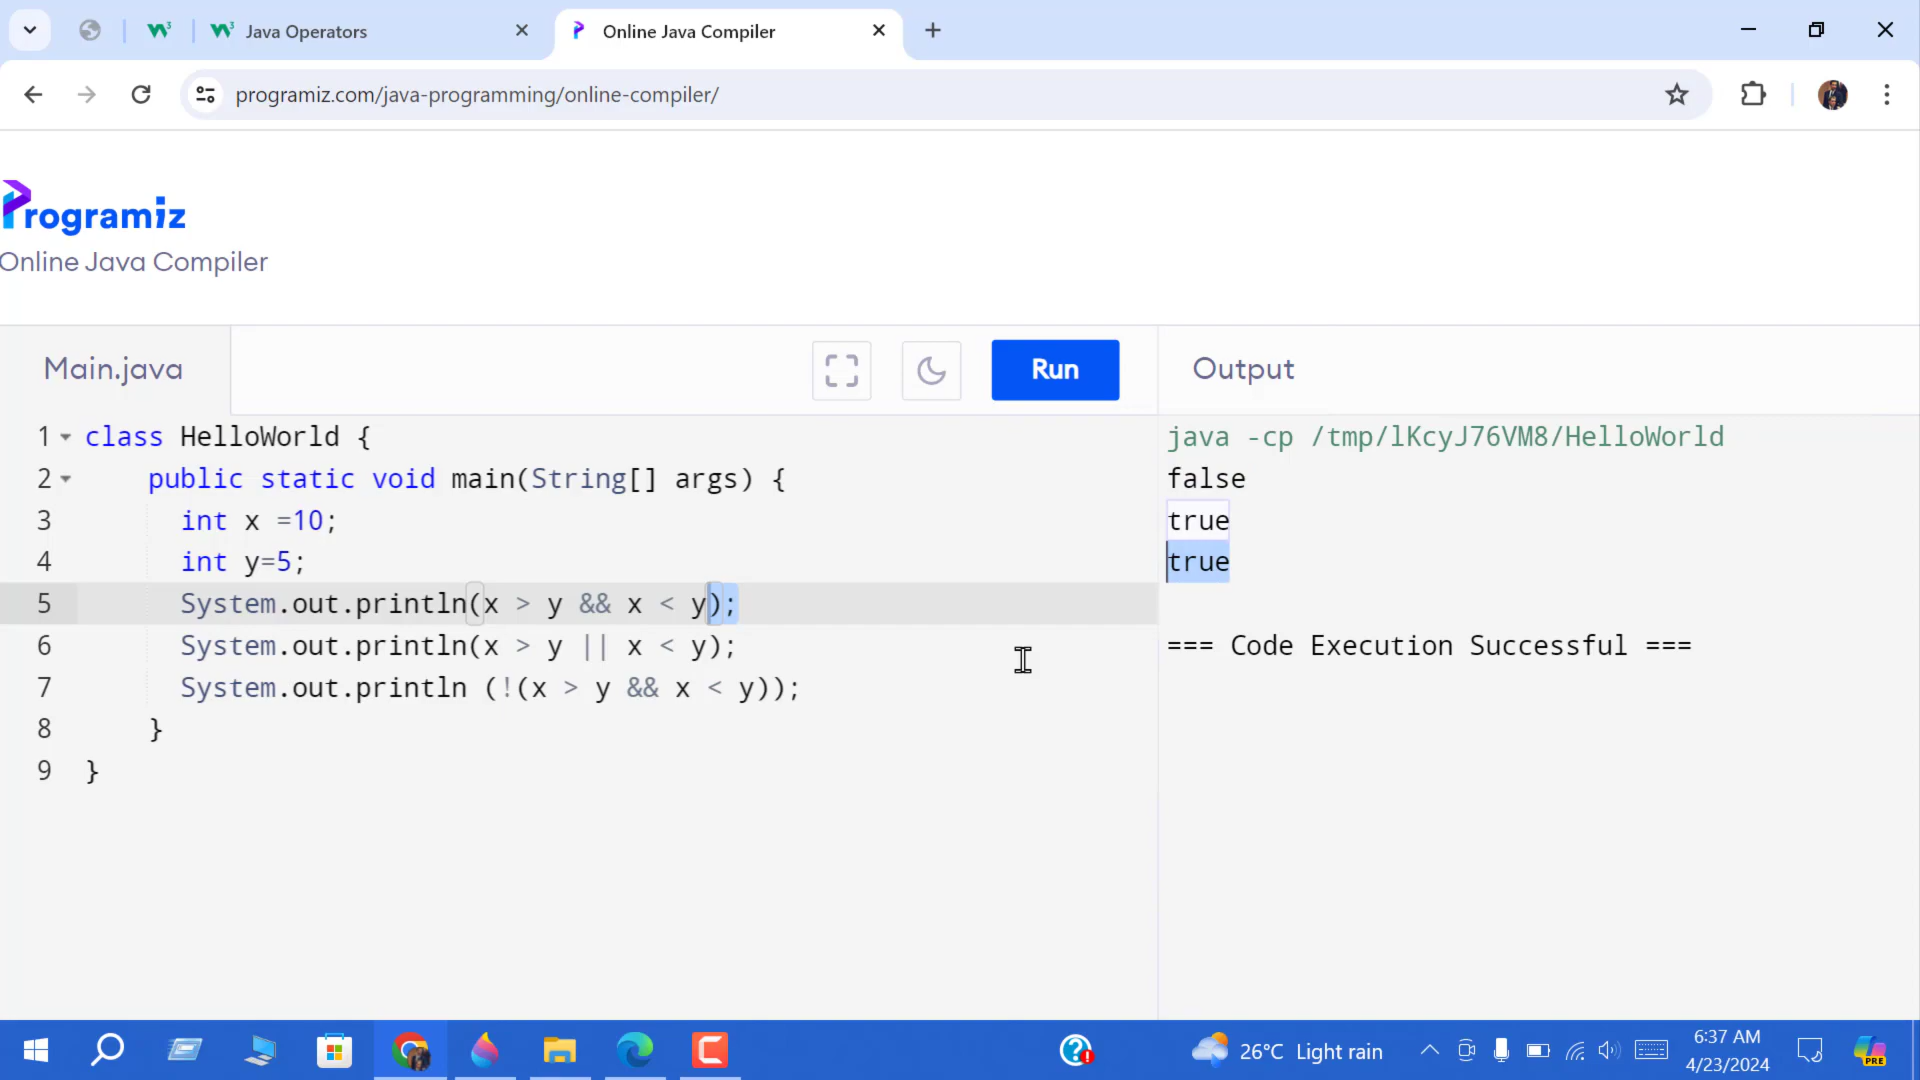 Java Operators
Online Java Compiler
programiz.com/java-programming/online-compiler/
Programiz
Online Java Compiler
Main.java
Run
Output
1 class HelloWorld {
2 public static void main(String[] args) {
3 int x =10;
4 int y=5;
5 System.out.println(x > y && x < y);
6 System.out.println(x > y || x < y);
7 System.out.println (!(x > y && x < y));
8 }
9 }
java -cp /tmp/lKcyJ76VM8/HelloWorld
false
true
true
=== Code Execution Successful ===
26°C Light rain
6:37 AM
4/23/2024
PRE